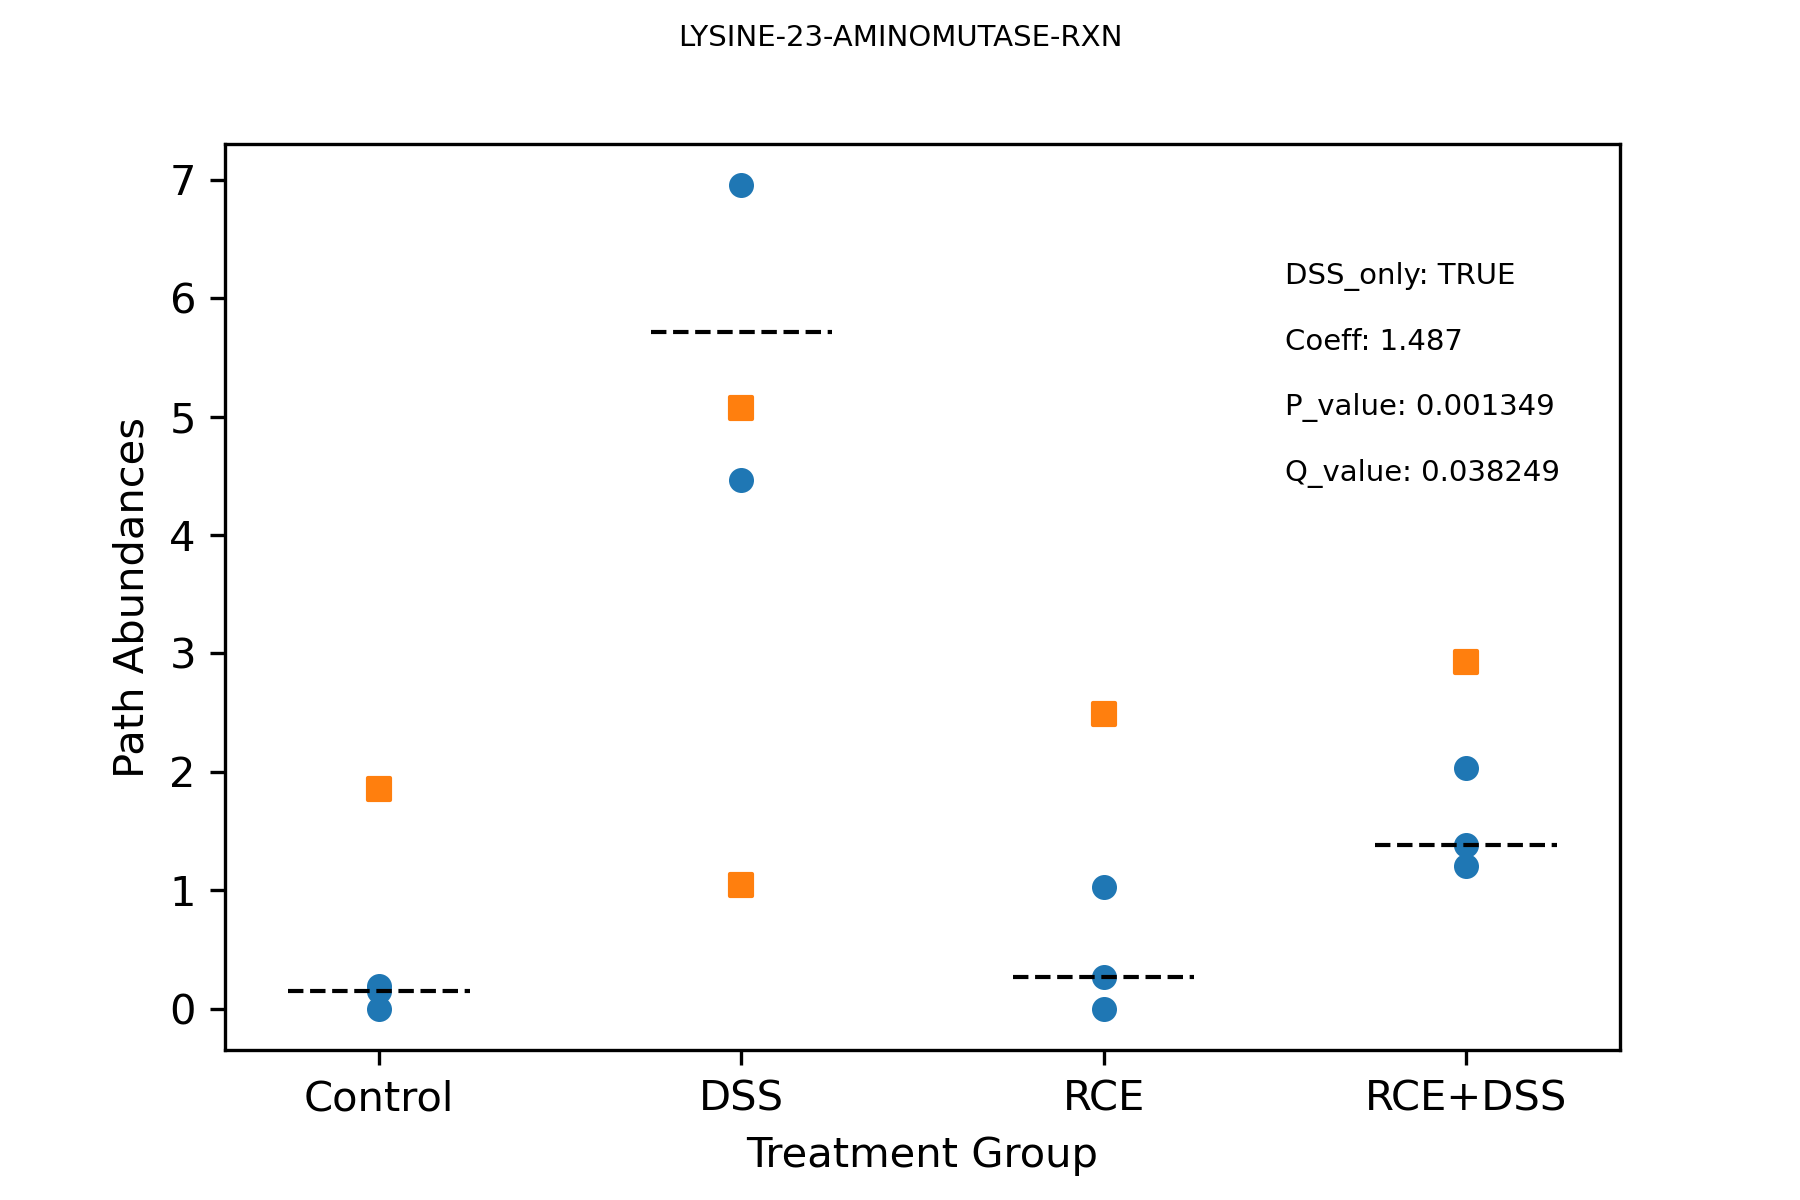 LYSINE-23-AMINOMUTASE-RXN
7
6
5
4
3
2
1
0
Path Abundances
DSS_only: TRUE
Coeff: 1.487
P_value: 0.001349
Q_value: 0.038249
Control DSS RCE RCE+DSS
Treatment Group